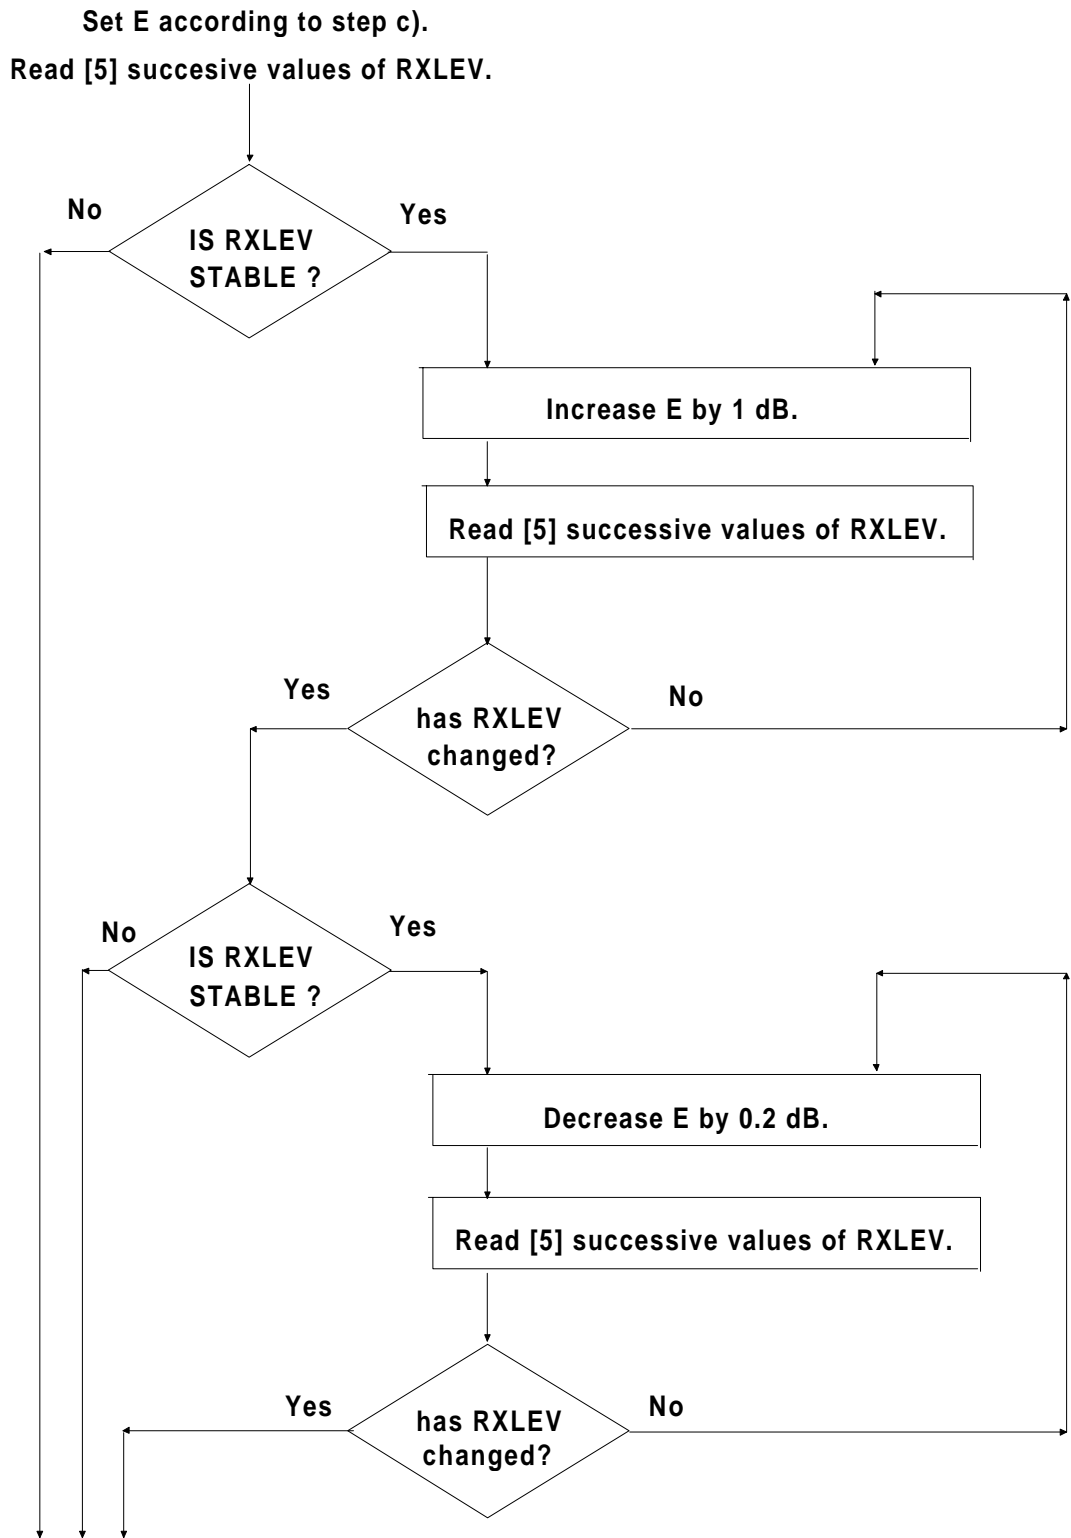 Set E according to step c).
Read [5] succesive values of RXLEV.
No
Yes
IS RXLEV
STABLE ?
Increase E by 1 dB.
Read [5] successive values of RXLEV.
Yes
No
has RXLEV
changed?
No
Yes
IS RXLEV
STABLE ?
Decrease E by 0.2 dB.
Read [5] successive values of RXLEV.
Yes
No
has RXLEV
changed?